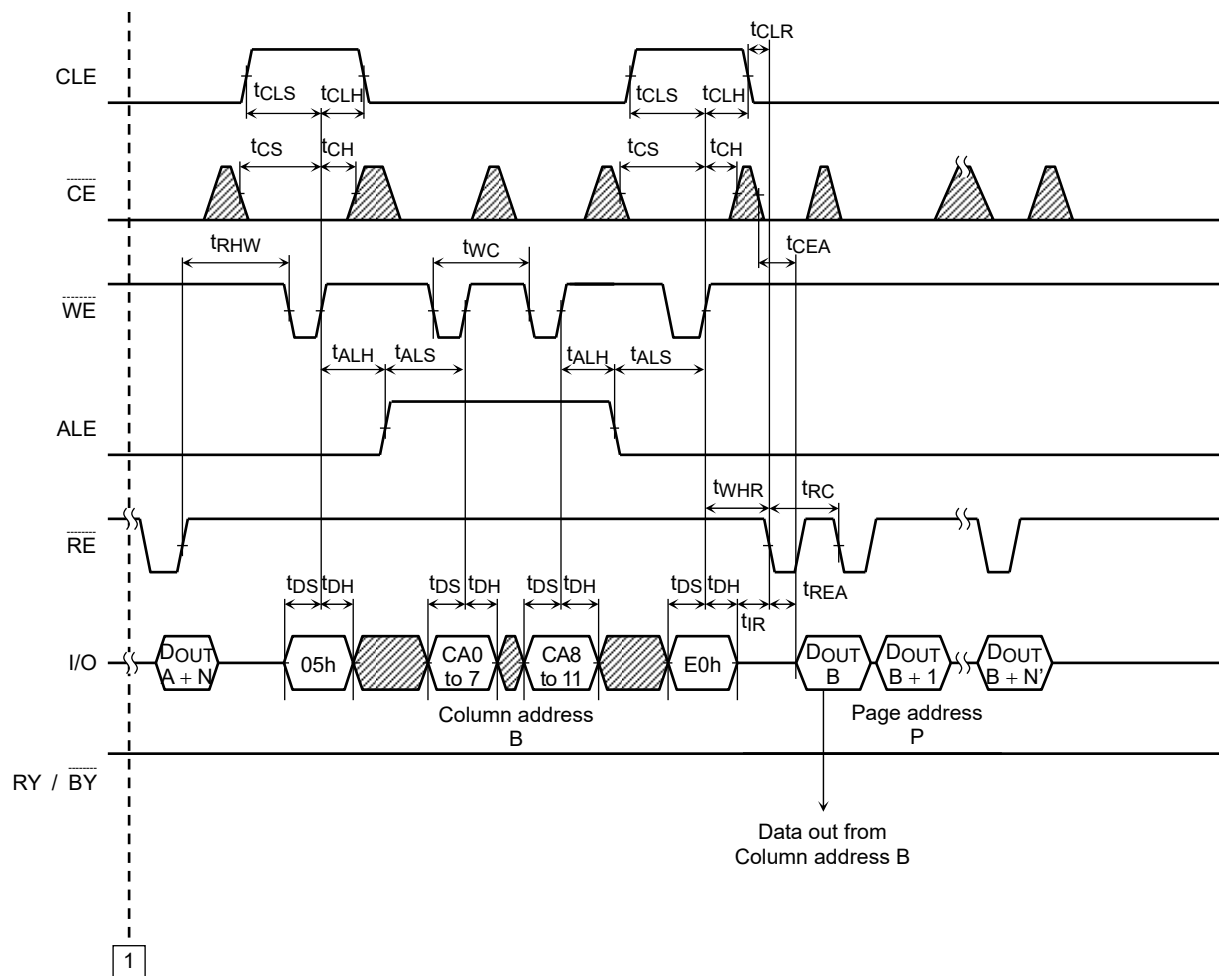 tCLR
CLE
tCLS tCLH tCLS tCLH
tCS tCH tCS tCH
CE
tRHW tWC tCEA
WE
tALH tALS tALH tALS
ALE
tWHR tRC
RE
tDS tDH tDS tDH tDS tDH tDS tDH tREA
tIR
I/O
DOUT
A + N
05h
CA0
to 7
CA8
to 11
E0h
DOUT
B
DOUT
B + 1
DOUT
B + N’
Column address
B
Page address
P
RY / BY
Data out from
Column address B
1